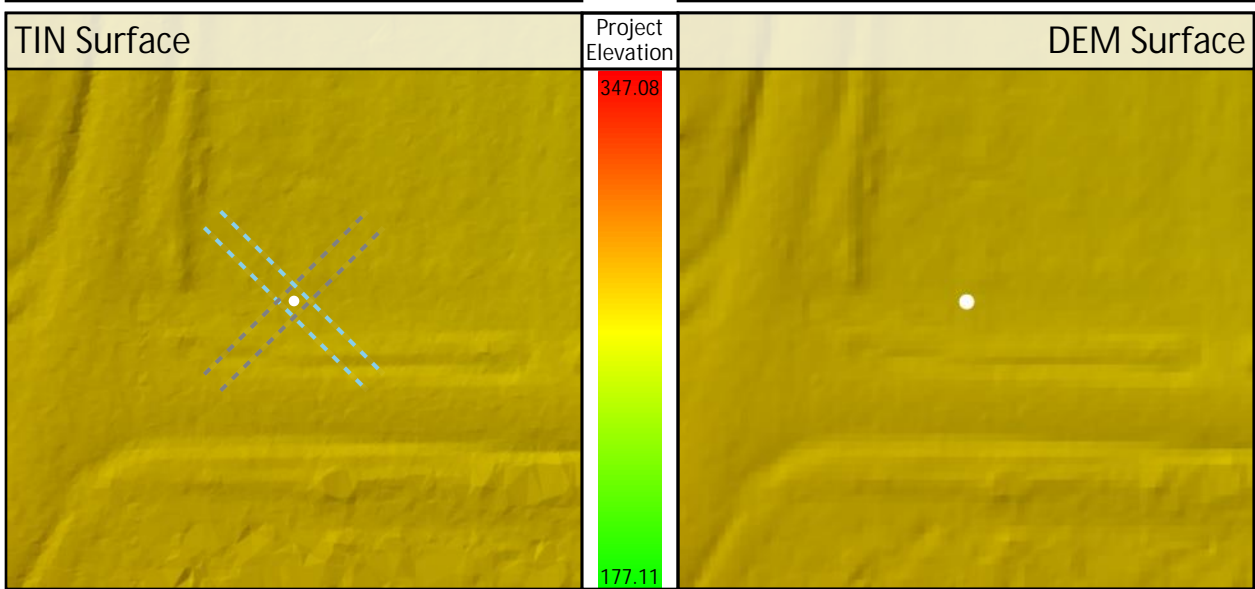 TIN Surface
Project
Elevation
DEM Surface
347.08
177.11